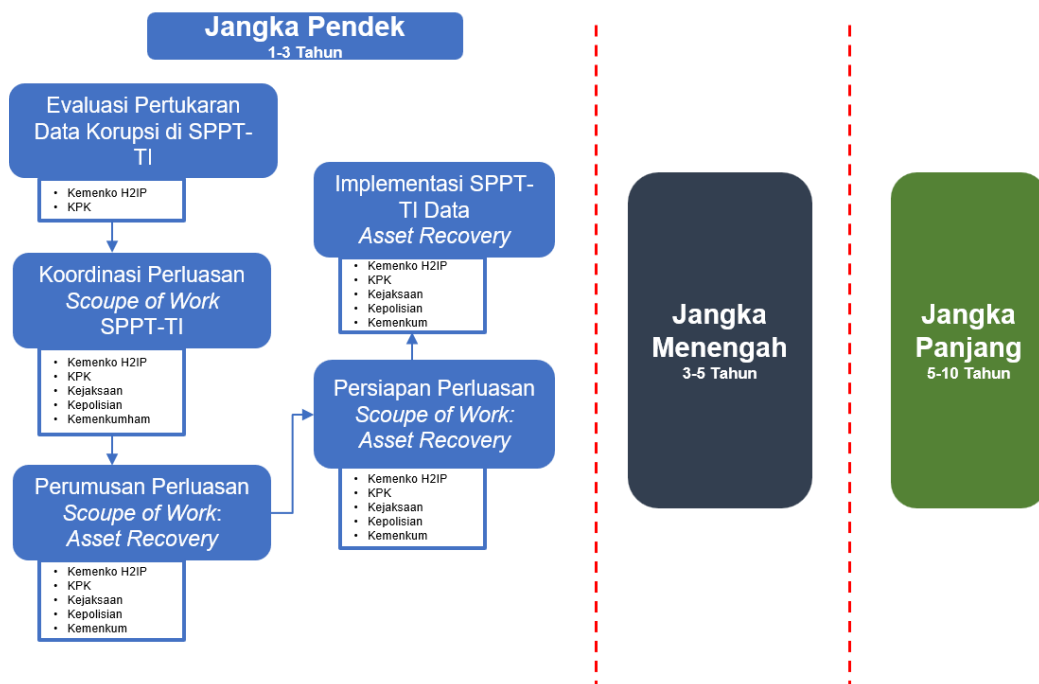 Jangka Pendek
1-3 Tahun
Evaluasi Pertukaran
Data Korupsi di SPPT-
TI
• Kemenko H2IP
• KPK
Koordinasi Perluasan
Scoupe of Work
SPPT-TI
• Kemenko H2IP
• KPK
• Kejaksaan
• Kepolisian
• Kemenkumham
Perumusan Perluasan
Scoupe of Work:
Asset Recovery
• Kemenko H2IP
• KPK
• Kejaksaan
• Kepolisian
• Kemenkum
Persiapan Perluasan
Scoupe of Work:
Asset Recovery
• Kemenko H2IP
• KPK
• Kejaksaan
• Kepolisian
• Kemenkum
Implementasi SPPT-
TI Data
Asset Recovery
• Kemenko H2IP
• KPK
• Kejaksaan
• Kepolisian
• Kemenkum
Jangka
Menengah
3-5 Tahun
Jangka
Panjang
5-10 Tahun